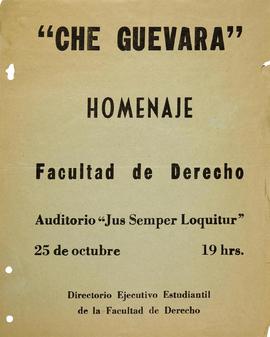 "CHE GUEVARA"
HOMENAJE
Facultad de Derecho
Auditorio "Jus Semper Loquitur"
25 de octubre 19 hrs.
Directorio Ejecutivo Estudiantil
de la Facultad de Derecho